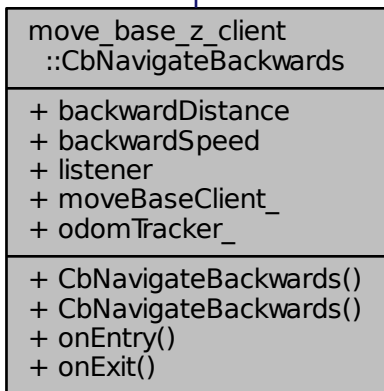 move_base_z_client
::CbNavigateBackwards
+ backwardDistance
+ backwardSpeed
+ listener
+ moveBaseClient_
+ odomTracker_
+ CbNavigateBackwards()
+ CbNavigateBackwards()
+ onEntry()
+ onExit()